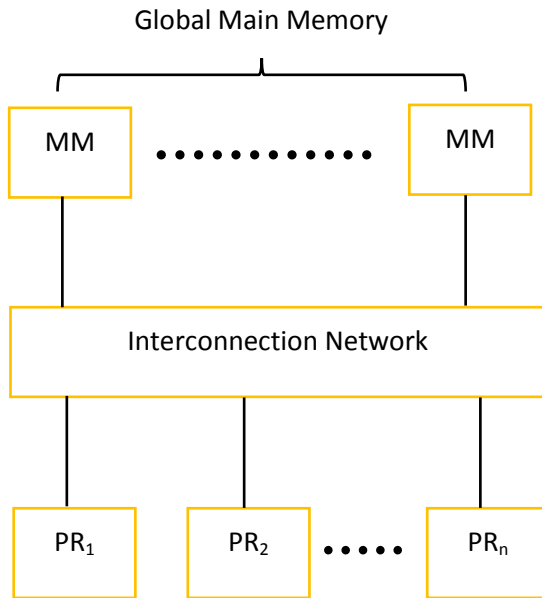 Global Main Memory
MM
MM
Interconnection Network
PR₁
PR₂
PRₙ